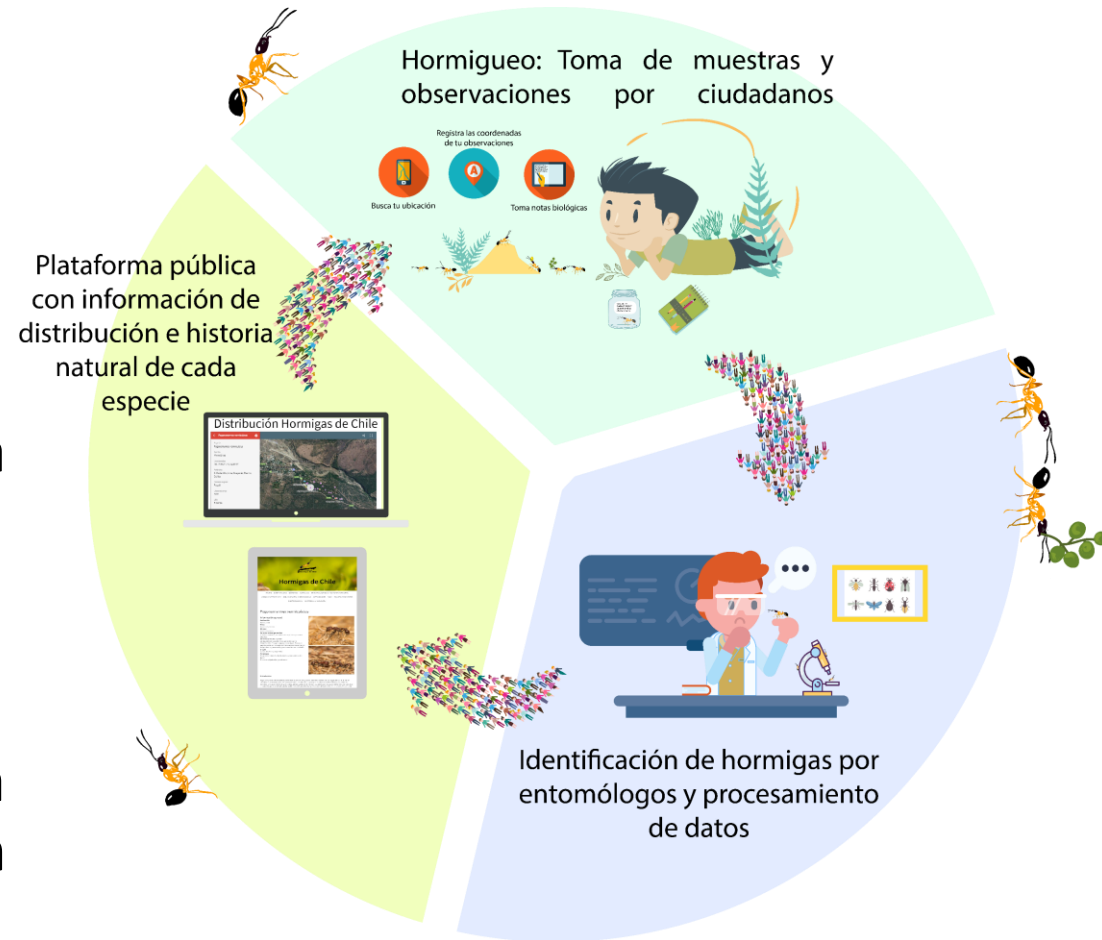 Hormigueo: Toma de muestras y
observaciones por ciudadanos
Registra las coordenadas
de tu observaciones
A
Busca tu ubicación
Toma notas biológicas
Plataforma pública
con información de
distribución e historia
natural de cada
especie
Distribución Hormigas de Chile
Hormigas de Chile
Identificación de hormigas por
entomólogos y procesamiento
de datos